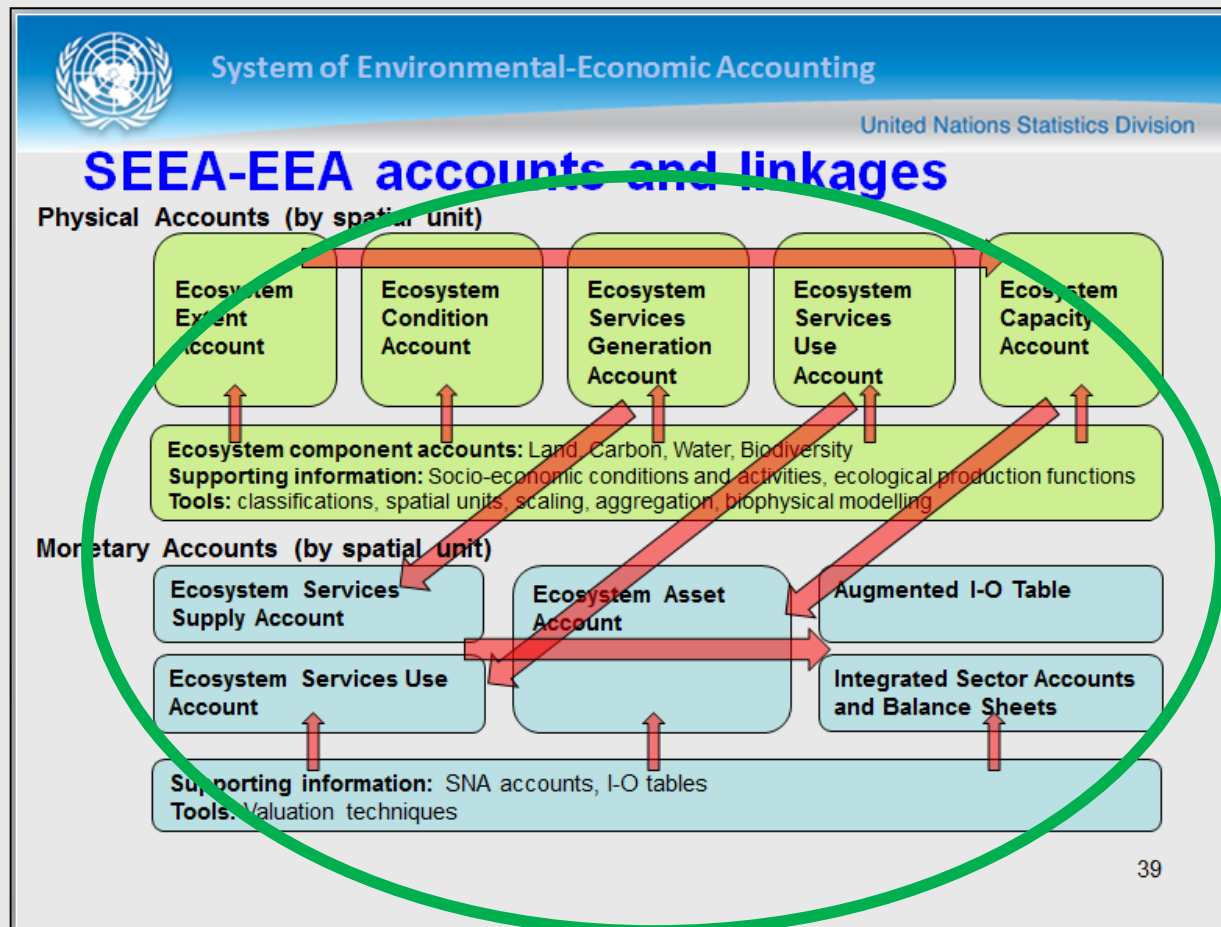 System of Environmental-Economic Accounting
United Nations Statistics Division
SEEA-EEA accounts and linkages
Physical Accounts (by spatial unit)
Ecosystem
Extent
Account
Ecosystem
Condition
Account
Ecosystem
Services
Generation
Account
Ecosystem
Services
Use
Account
Ecosystem
Capacity
Account
Ecosystem component accounts: Land, Carbon, Water, Biodiversity
Supporting information: Socio-economic conditions and activities, ecological production functions
Tools: classifications, spatial units, scaling, aggregation, biophysical modelling
Monetary Accounts (by spatial unit)
Ecosystem Services
Supply Account
Ecosystem Services Use
Account
Ecosystem Asset
Account
Augmented I-O Table
Integrated Sector Accounts
and Balance Sheets
Supporting information: SNA accounts, I-O tables
Tools: Valuation techniques
39